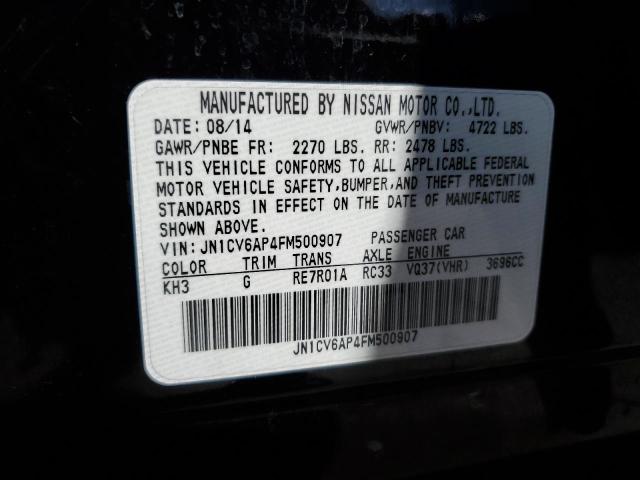 MANUFACTURED BY NISSAN MOTOR CO.,LTD.
DATE: 08/14 GVWR/PNBV: 4722 LBS.
GAWR/PNBE FR: 2270 LBS. RR: 2478 LBS.
THIS VEHICLE CONFORMS TO ALL APPLICABLE FEDERAL
MOTOR VEHICLE SAFETY,BUMPER,AND THEFT PREVENTION
STANDARDS IN EFFECT ON THE DATE OF MANUFACTURE
SHOWN ABOVE.
VIN: JN1CV6AP4FM500907 PASSENGER CAR
COLOR TRIM TRANS AXLE ENGINE
KH3 G RE7R01A RC33 VQ37(VHR) 3696CC
JN1CV6AP4FM500907